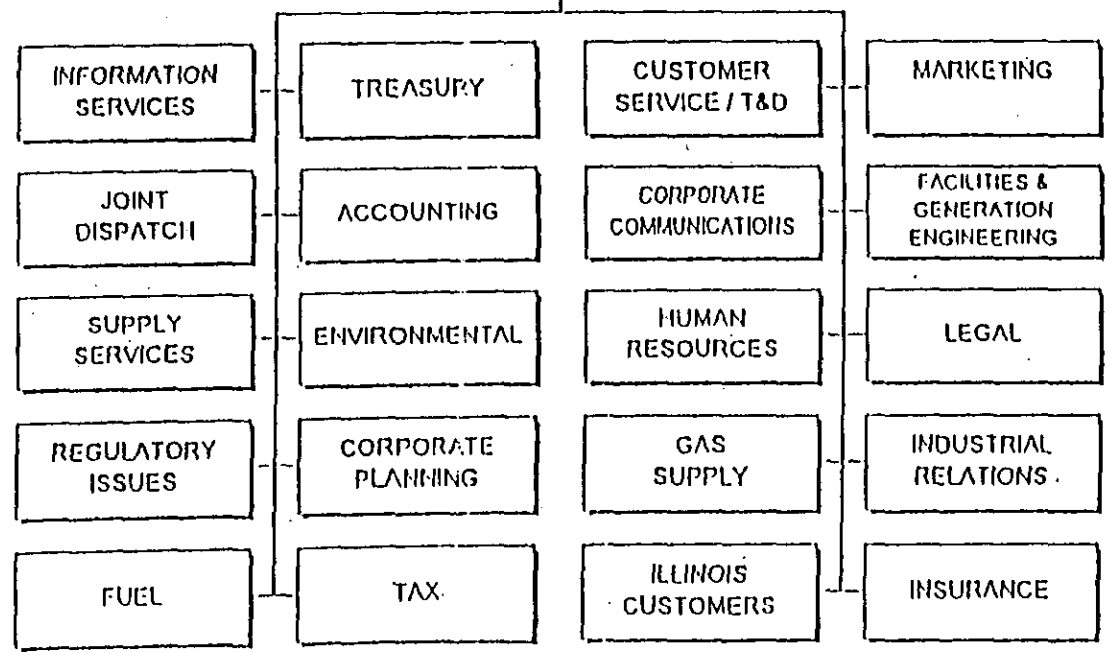 INFORMATION
SERVICES
TREASURY
CUSTOMER
SERVICE / T&D
MARKETING
JOINT
DISPATCH
ACCOUNTING
CORPORATE
COMMUNICATIONS
FACILITIES &
GENERATION
ENGINEERING
SUPPLY
SERVICES
ENVIRONMENTAL
HUMAN
RESOURCES
LEGAL
REGULATORY
ISSUES
CORPORATE
PLANNING
GAS
SUPPLY
INDUSTRIAL
RELATIONS
FUEL
TAX
ILLINOIS
CUSTOMERS
INSURANCE